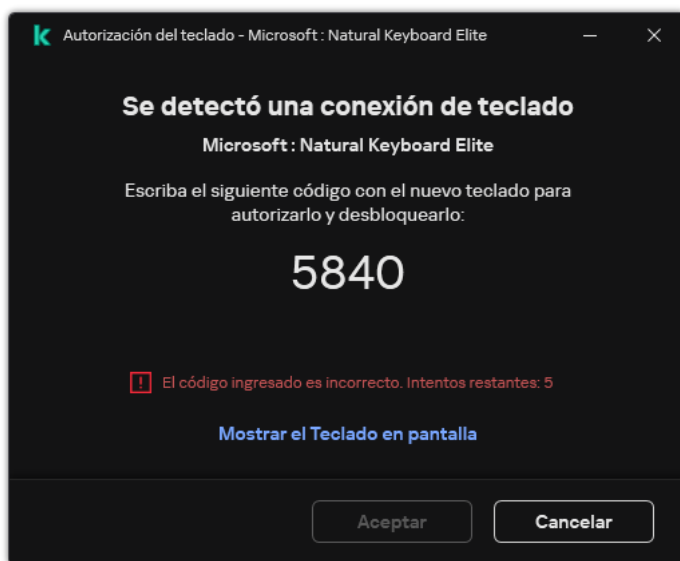 Autorización del teclado - Microsoft : Natural Keyboard Elite
Se detectó una conexión de teclado
Microsoft : Natural Keyboard Elite
Escriba el siguiente código con el nuevo teclado para
autorizarlo y desbloquearlo:
5840
El código ingresado es incorrecto. Intentos restantes: 5
Mostrar el Teclado en pantalla
Aceptar
Cancelar